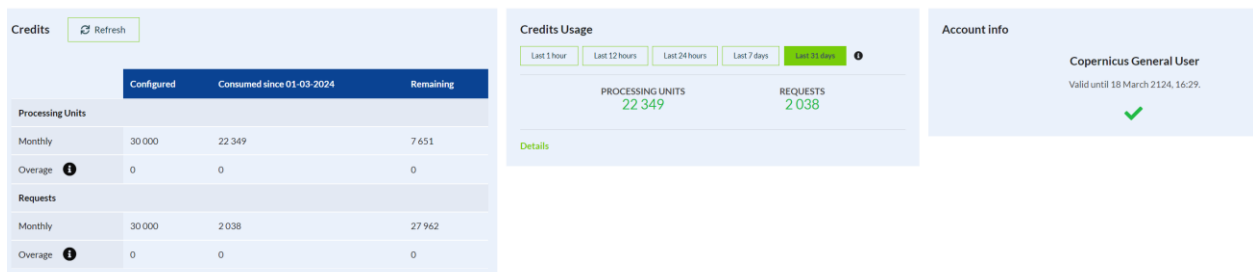 Credits
Refresh
Configured Consumed since 01-03-2024 Remaining
Processing Units
Monthly 30 000 22 349 7 651
Overage 0 0 0
Requests
Monthly 30 000 2 038 27 962
Overage 0 0 0
Credits Usage
Last 1 hour Last 12 hours Last 24 hours Last 7 days Last 31 days
PROCESSING UNITS REQUESTS
22 349 2 038
Details
Account info
Copernicus General User
Valid until 18 March 2124, 16:29.